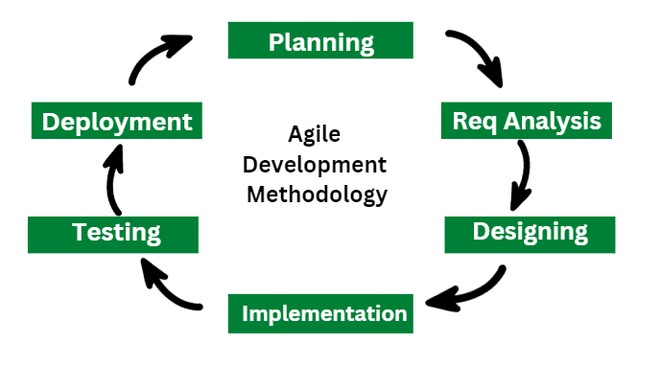 Planning
Req Analysis
Designing
Implementation
Testing
Deployment
Agile
Development
Methodology